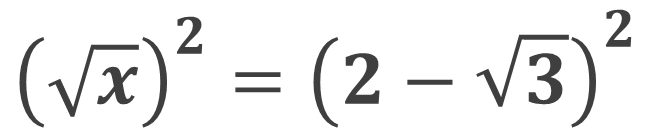 (√x)² = (2 − √3)²